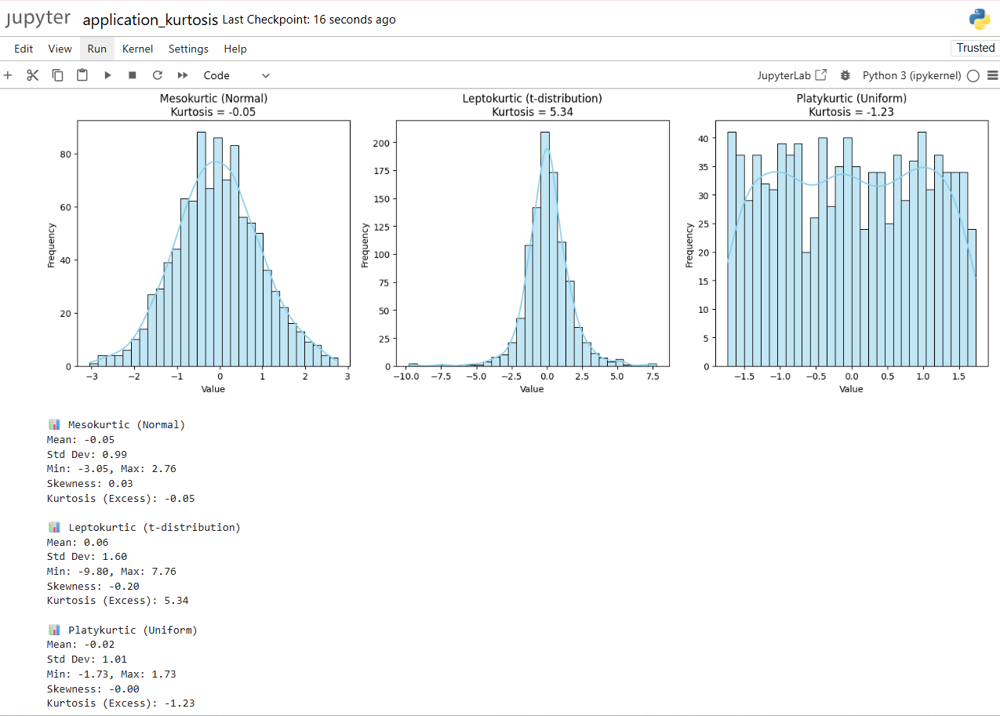 jupyter application_kurtosis Last Checkpoint: 16 seconds ago
Edit View Run Kernel Settings Help Trusted
Code JupyterLab Python 3 (ipykernel)
Mesokurtic (Normal)
Kurtosis = -0.05
80
60
40
20
0
Frequency
−3 −2 −1 0 1 2 3
Value
Leptokurtic (t-distribution)
Kurtosis = 5.34
200
175
150
125
100
75
50
25
0
Frequency
−10.0 −7.5 −5.0 −2.5 0.0 2.5 5.0 7.5
Value
Platykurtic (Uniform)
Kurtosis = -1.23
40
35
30
25
20
15
10
5
0
Frequency
−1.5 −1.0 −0.5 0.0 0.5 1.0 1.5
Value
Mesokurtic (Normal)
Mean: -0.05
Std Dev: 0.99
Min: -3.05, Max: 2.76
Skewness: 0.03
Kurtosis (Excess): -0.05
Leptokurtic (t-distribution)
Mean: 0.06
Std Dev: 1.60
Min: -9.80, Max: 7.76
Skewness: -0.20
Kurtosis (Excess): 5.34
Platykurtic (Uniform)
Mean: -0.02
Std Dev: 1.01
Min: -1.73, Max: 1.73
Skewness: -0.00
Kurtosis (Excess): -1.23